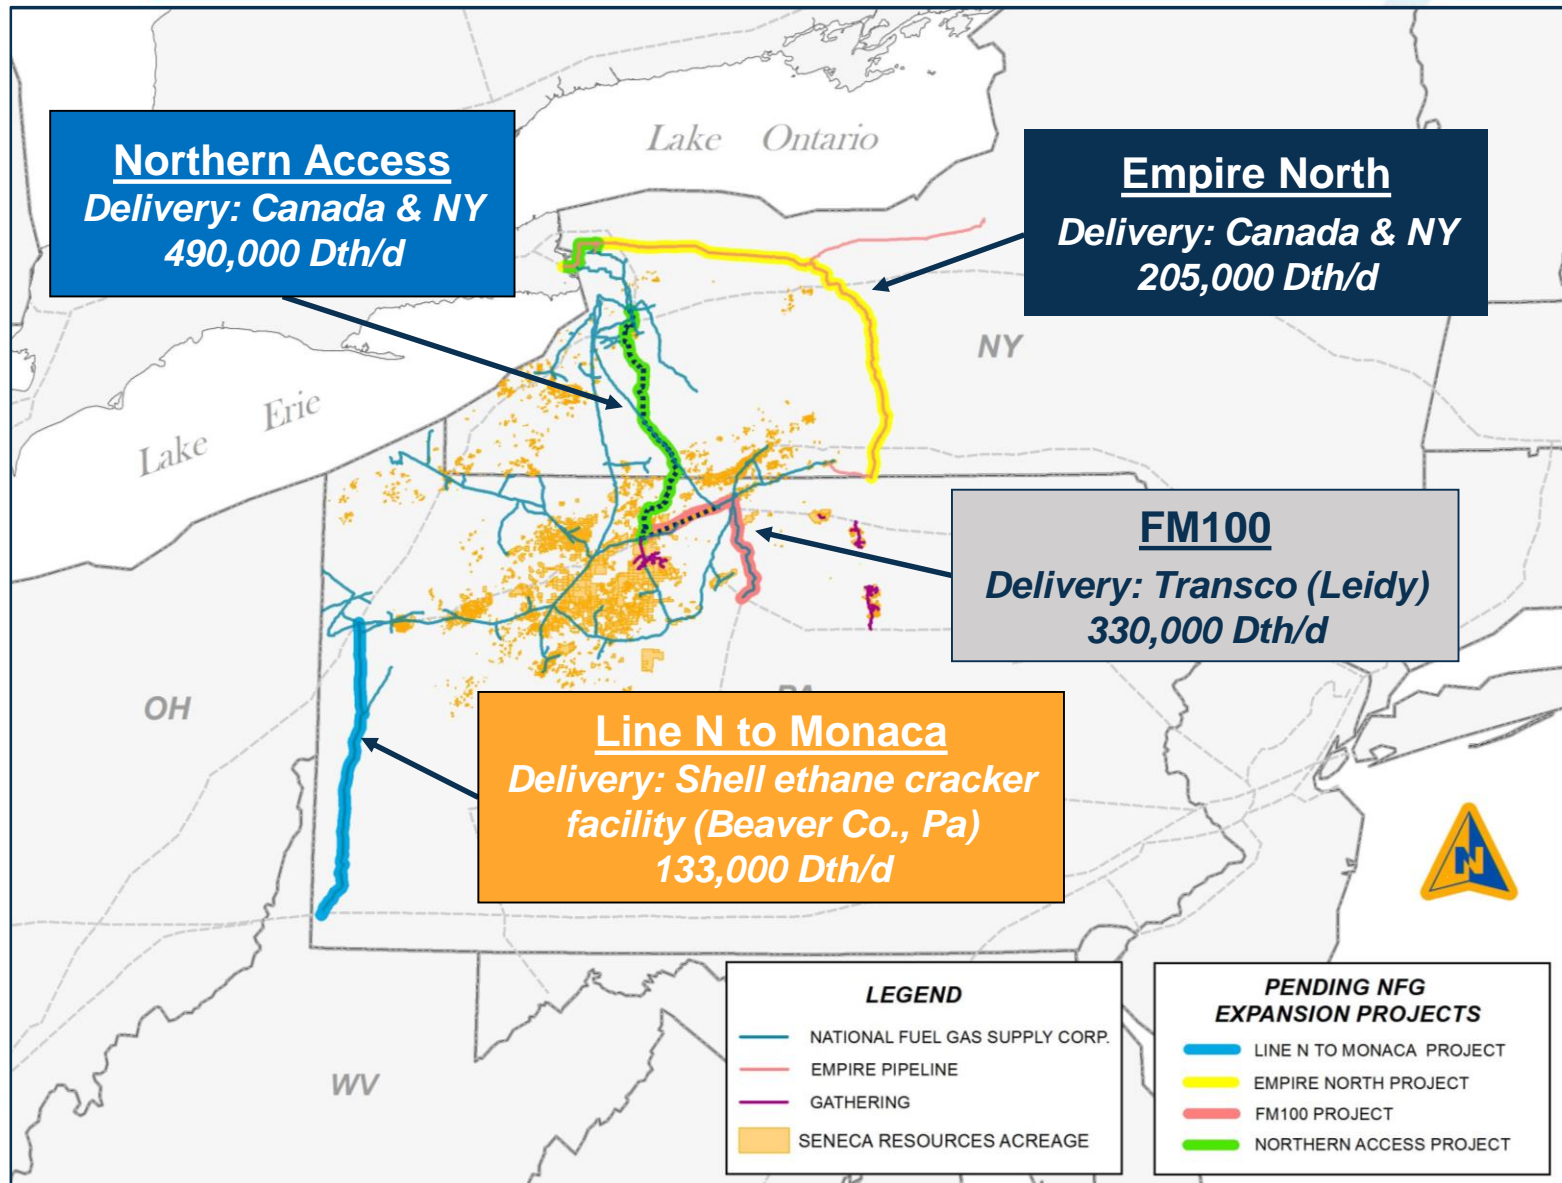 Lake Ontario
Northern Access
Delivery: Canada & NY
490,000 Dth/d
Empire North
Delivery: Canada & NY
205,000 Dth/d
NY
Lake Erie
FM100
Delivery: Transco (Leidy)
330,000 Dth/d
OH
Line N to Monaca
Delivery: Shell ethane cracker
facility (Beaver Co., Pa)
133,000 Dth/d
N
WV
LEGEND
NATIONAL FUEL GAS SUPPLY CORP.
EMPIRE PIPELINE
GATHERING
SENECA RESOURCES ACREAGE
PENDING NFG
EXPANSION PROJECTS
LINE N TO MONACA PROJECT
EMPIRE NORTH PROJECT
FM100 PROJECT
NORTHERN ACCESS PROJECT